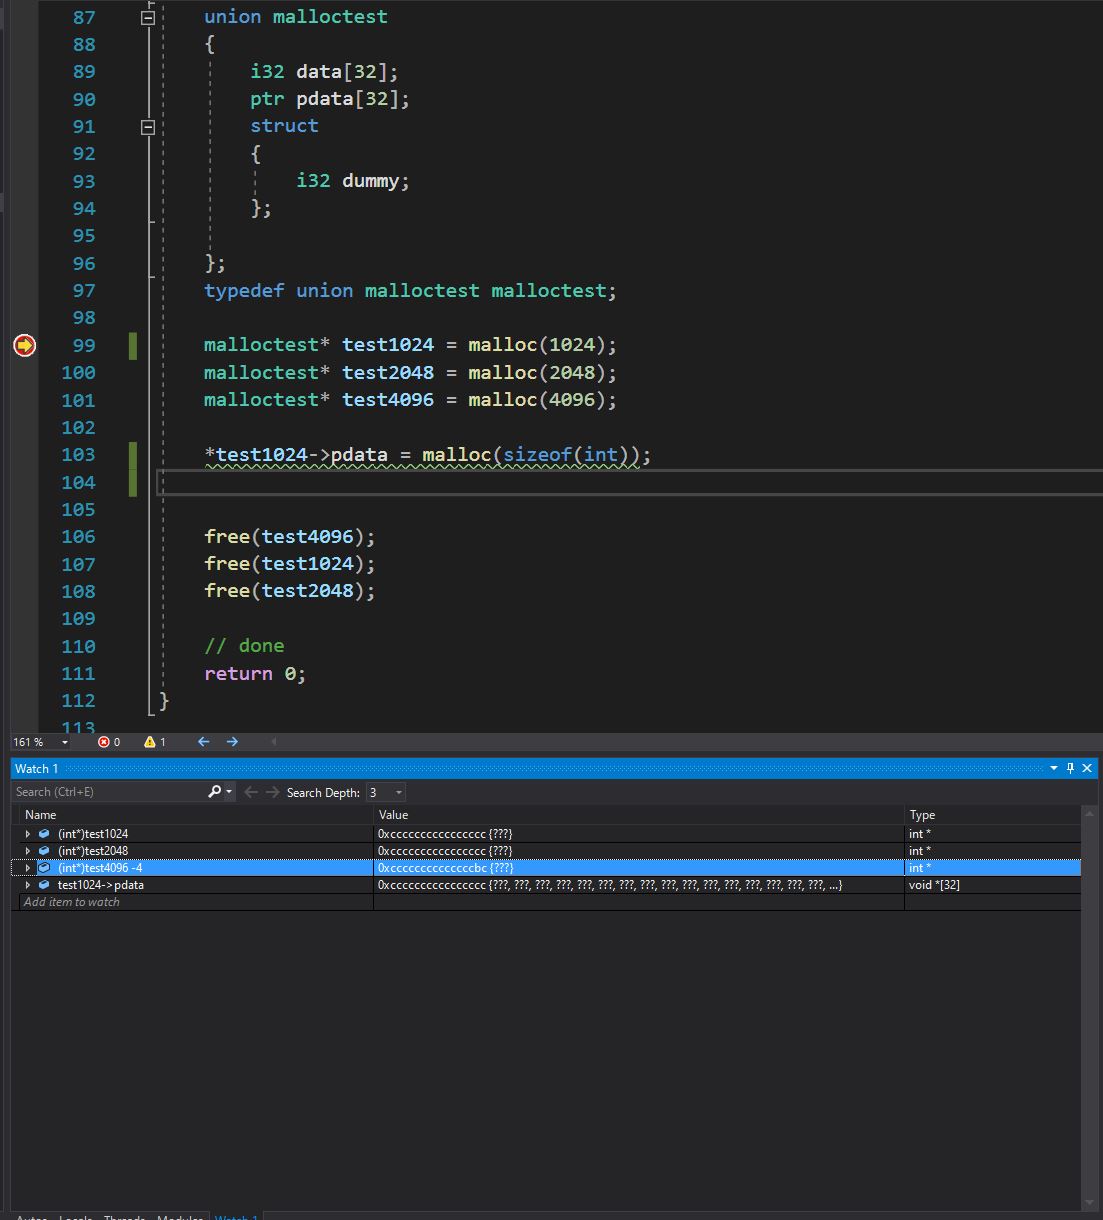 87 union malloctest
88 {
89 i32 data[32];
90 ptr pdata[32];
91 struct
92 {
93 i32 dummy;
94 };
95
96 };
97 typedef union malloctest malloctest;
98
99 malloctest* test1024 = malloc(1024);
100 malloctest* test2048 = malloc(2048);
101 malloctest* test4096 = malloc(4096);
102
103 *test1024->pdata = malloc(sizeof(int));
104
105
106 free(test4096);
107 free(test1024);
108 free(test2048);
109
110 // done
111 return 0;
112 }
113
161 % 0 1
Watch 1
Search (Ctrl+E) Search Depth: 3
Name Value Type
(int*)test1024 0xcccccccccccccccc {???} int *
(int*)test2048 0xcccccccccccccccc {???} int *
(int*)test4096 -4 0xccccccccccccccbc {???} int *
test1024->pdata 0xcccccccccccccccc {???, ???, ???, ???, ???, ???, ???, ???, ???, ???, ???, ???, ???, ???, ???, ???, ...} void *[32]
Add item to watch
Autos Locals Threads Modules Watch 1